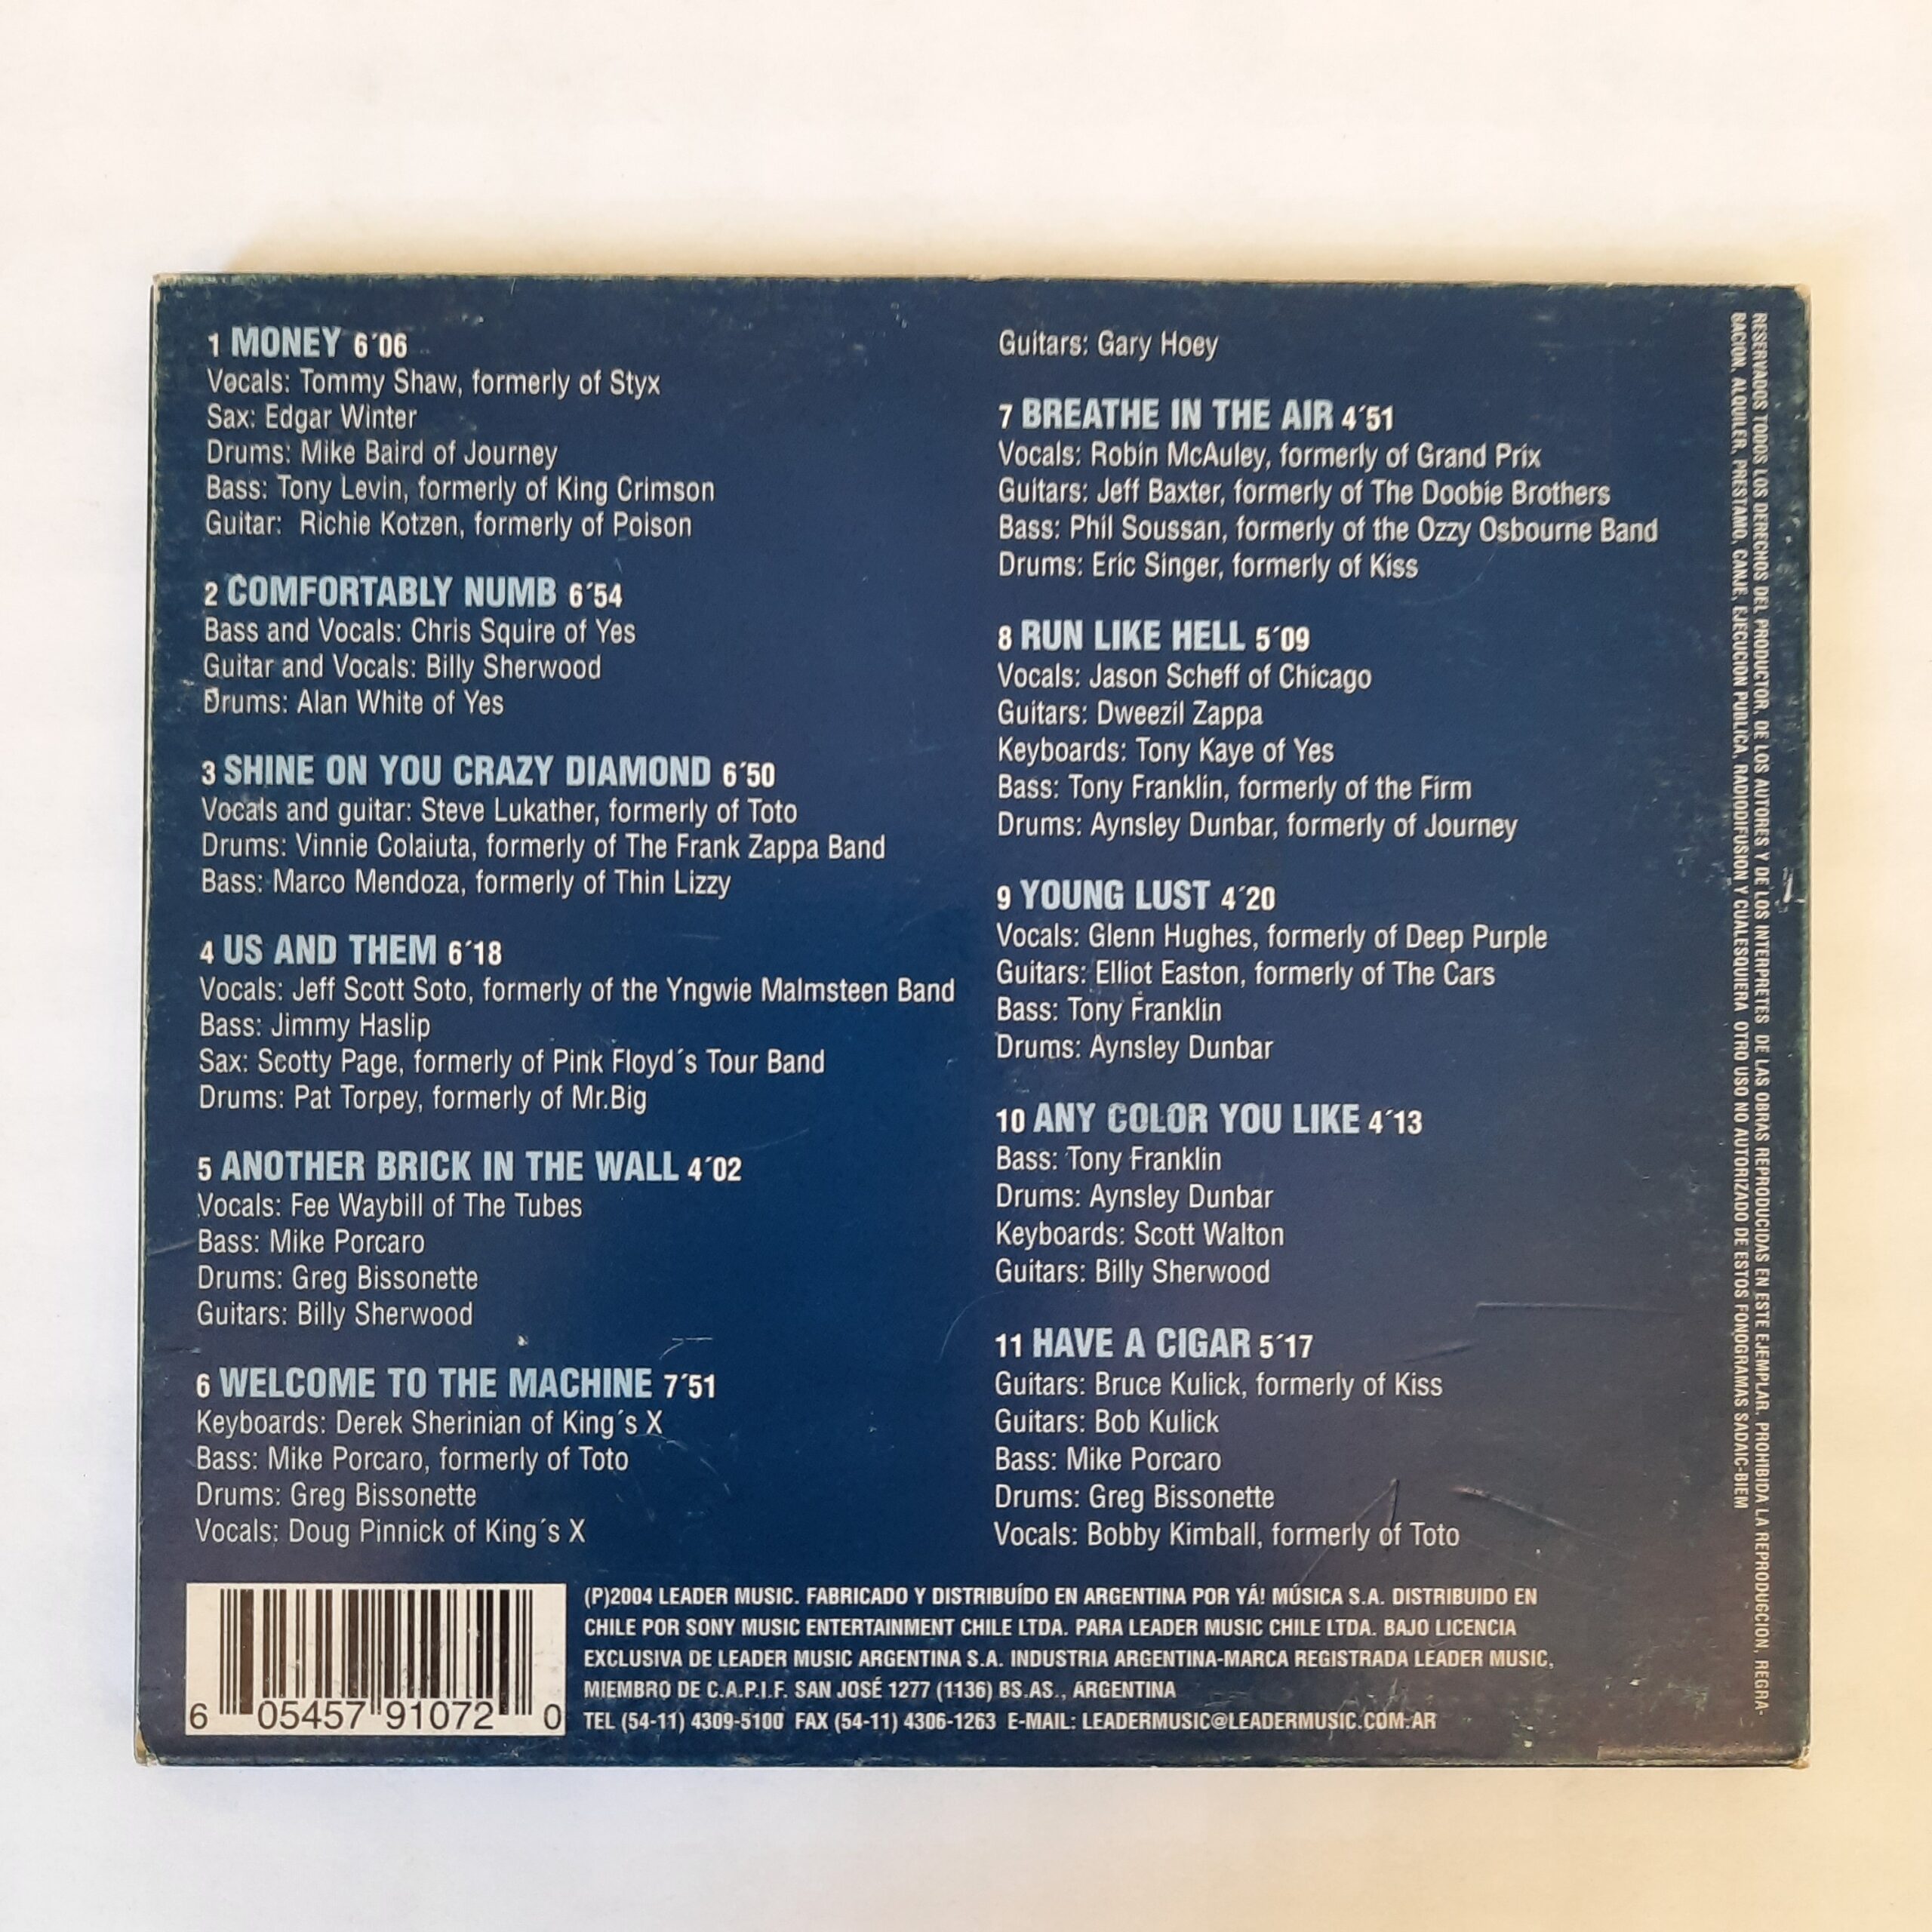 1 MONEY 6´06
Vocals: Tommy Shaw, formerly of Styx
Sax: Edgar Winter
Drums: Mike Baird of Journey
Bass: Tony Levin, formerly of King Crimson
Guitar: Richie Kotzen, formerly of Poison
2 COMFORTABLY NUMB 6´54
Bass and Vocals: Chris Squire of Yes
Guitar and Vocals: Billy Sherwood
Drums: Alan White of Yes
3 SHINE ON YOU CRAZY DIAMOND 6´50
Vocals and guitar: Steve Lukather, formerly of Toto
Drums: Vinnie Colaiuta, formerly of The Frank Zappa Band
Bass: Marco Mendoza, formerly of Thin Lizzy
4 US AND THEM 6´18
Vocals: Jeff Scott Soto, formerly of the Yngwie Malmsteen Band
Bass: Jimmy Haslip
Sax: Scotty Page, formerly of Pink Floyd´s Tour Band
Drums: Pat Torpey, formerly of Mr.Big
5 ANOTHER BRICK IN THE WALL 4´02
Vocals: Fee Waybill of The Tubes
Bass: Mike Porcaro
Drums: Greg Bissonette
Guitars: Billy Sherwood
6 WELCOME TO THE MACHINE 7´51
Keyboards: Derek Sherinian of King´s X
Bass: Mike Porcaro, formerly of Toto
Drums: Greg Bissonette
Vocals: Doug Pinnick of King´s X
Guitars: Gary Hoey
7 BREATHE IN THE AIR 4´51
Vocals: Robin McAuley, formerly of Grand Prix
Guitars: Jeff Baxter, formerly of The Doobie Brothers
Bass: Phil Soussan, formerly of the Ozzy Osbourne Band
Drums: Eric Singer, formerly of Kiss
8 RUN LIKE HELL 5´09
Vocals: Jason Scheff of Chicago
Guitars: Dweezil Zappa
Keyboards: Tony Kaye of Yes
Bass: Tony Franklin, formerly of the Firm
Drums: Aynsley Dunbar, formerly of Journey
9 YOUNG LUST 4´20
Vocals: Glenn Hughes, formerly of Deep Purple
Guitars: Elliot Easton, formerly of The Cars
Bass: Tony Franklin
Drums: Aynsley Dunbar
10 ANY COLOR YOU LIKE 4´13
Bass: Tony Franklin
Drums: Aynsley Dunbar
Keyboards: Scott Walton
Guitars: Billy Sherwood
11 HAVE A CIGAR 5´17
Guitars: Bruce Kulick, formerly of Kiss
Guitars: Bob Kulick
Bass: Mike Porcaro
Drums: Greg Bissonette
Vocals: Bobby Kimball, formerly of Toto
6 05457 91072 0
(P)2004 LEADER MUSIC. FABRICADO Y DISTRIBUÍDO EN ARGENTINA POR YÁ! MÚSICA S.A. DISTRIBUIDO EN
CHILE POR SONY MUSIC ENTERTAINMENT CHILE LTDA. PARA LEADER MUSIC CHILE LTDA. BAJO LICENCIA
EXCLUSIVA DE LEADER MUSIC ARGENTINA S.A. INDUSTRIA ARGENTINA-MARCA REGISTRADA LEADER MUSIC,
MIEMBRO DE C.A.P.I.F. SAN JOSÉ 1277 (1136) BS.AS., ARGENTINA
TEL (54-11) 4309-5100 FAX (54-11) 4306-1263 E-MAIL: LEADERMUSIC@LEADERMUSIC.COM.AR
RESERVADOS TODOS LOS DERECHOS DEL PRODUCTOR, DE LOS AUTORES Y DE LOS INTERPRETES DE LAS OBRAS REPRODUCIDAS EN ESTE EJEMPLAR. PROHIBIDA LA REPRODU6CION, REGRA-
BACION, ALQUILER, PRESTAMO, CANJE, EJECUCION PUBLICA, RADIODIFUSION Y CUALESQUIERA OTRO USO NO AUTORIZADO DE ESTOS FONOGRAMAS SADAIC-BIEM